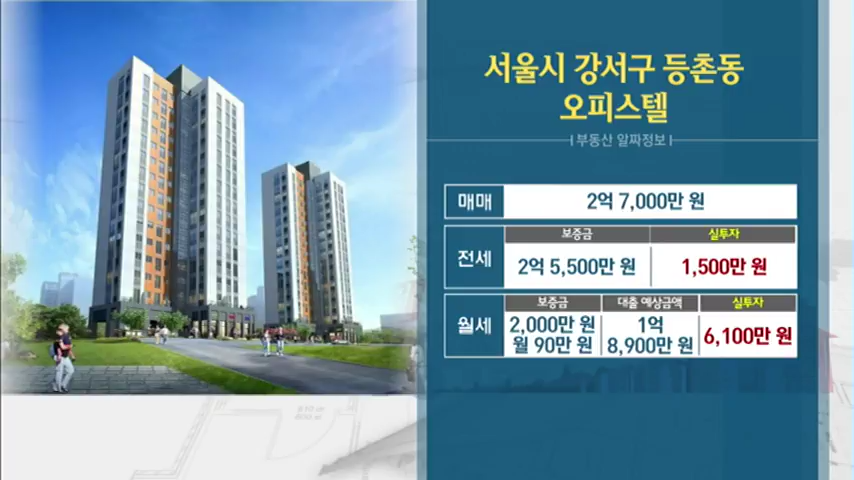 서울시 강서구 등촌동
오피스텔
부동산 알짜정보
매매 2억 7,000만 원
보증금 실투자
전세 2억 5,500만 원 1,500만 원
보증금 대출 예상금액 실투자
월세 2,000만 원 1억 6,100만 원
월 90만 원 8,900만 원